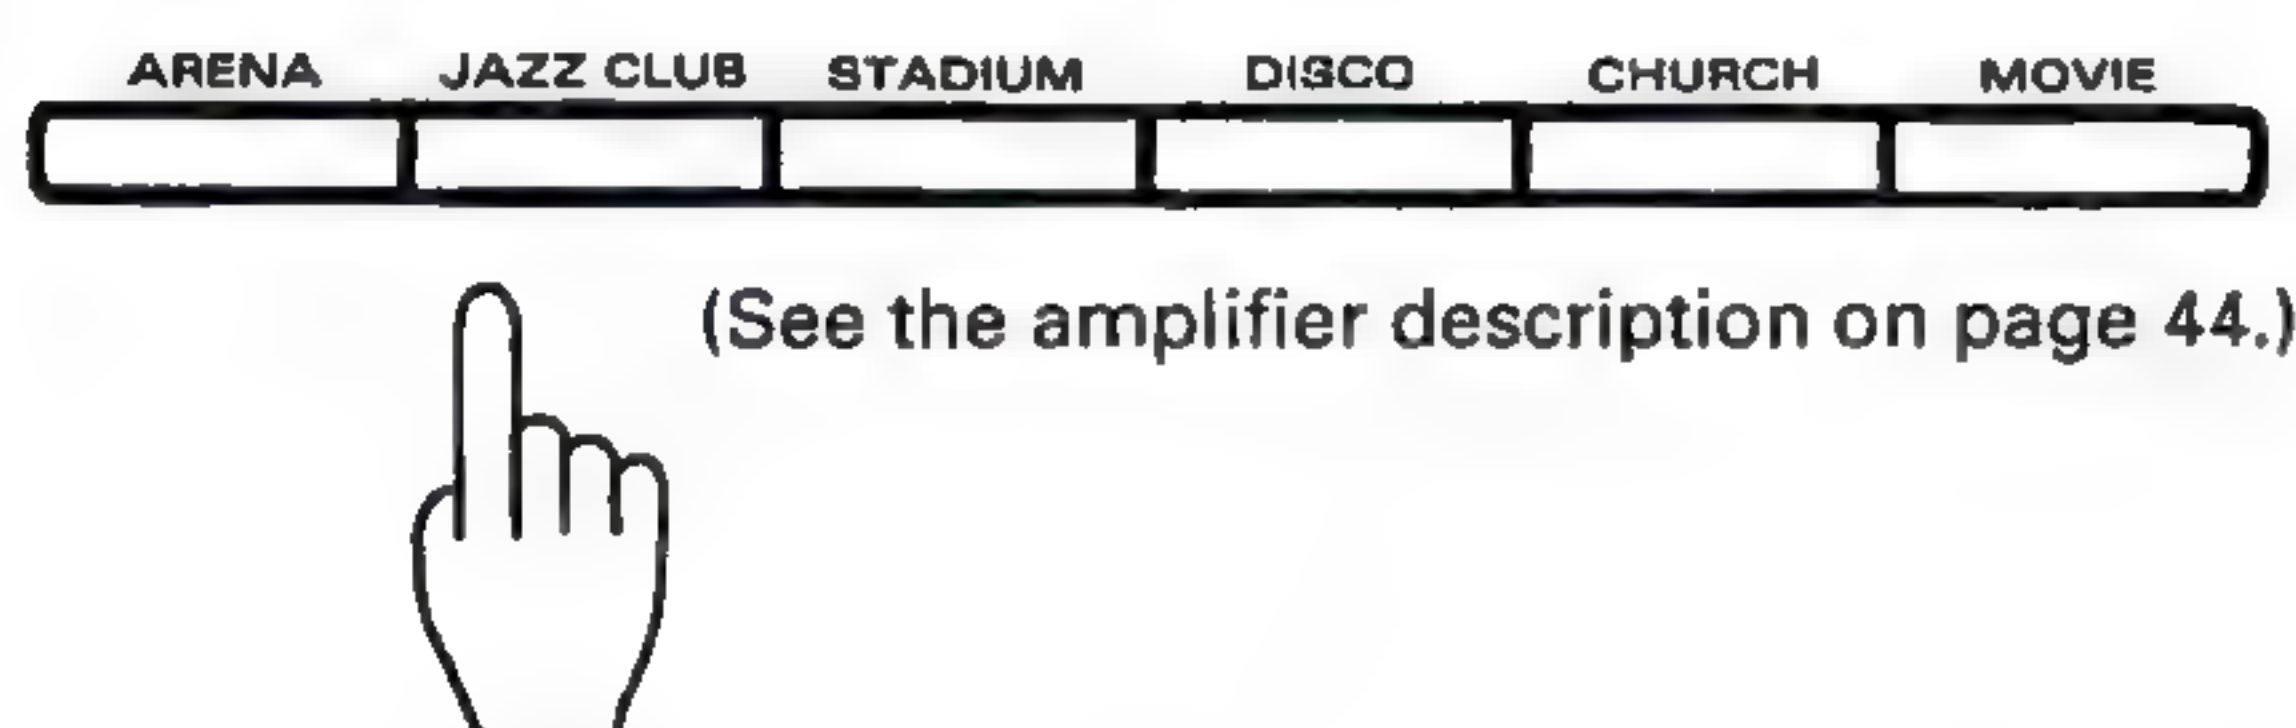 ARENA JAZZ CLUB STADIUM DISCO CHURCH MOVIE
(See the amplifier description on page 44.)